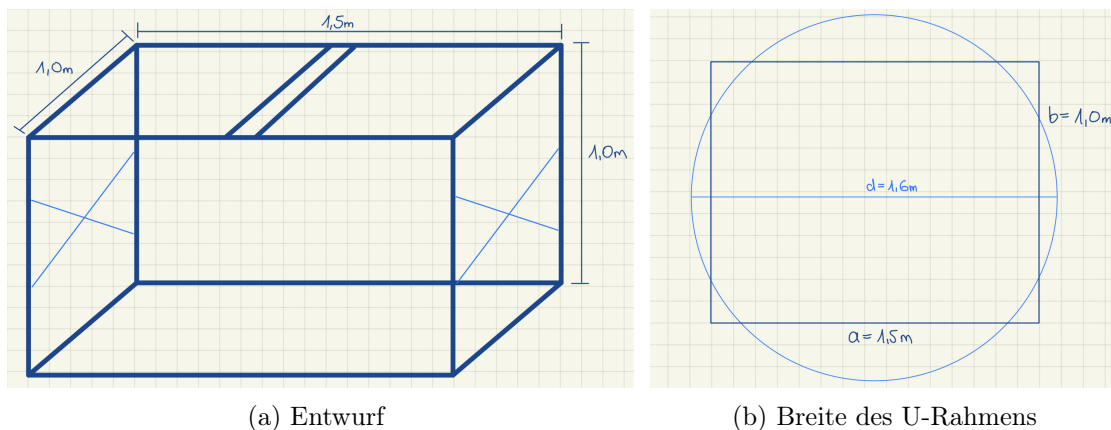 1,5m
1,0m
1,0m
b=1,0m
d=1,6m
a=1,5m
(a) Entwurf
(b) Breite des U-Rahmens